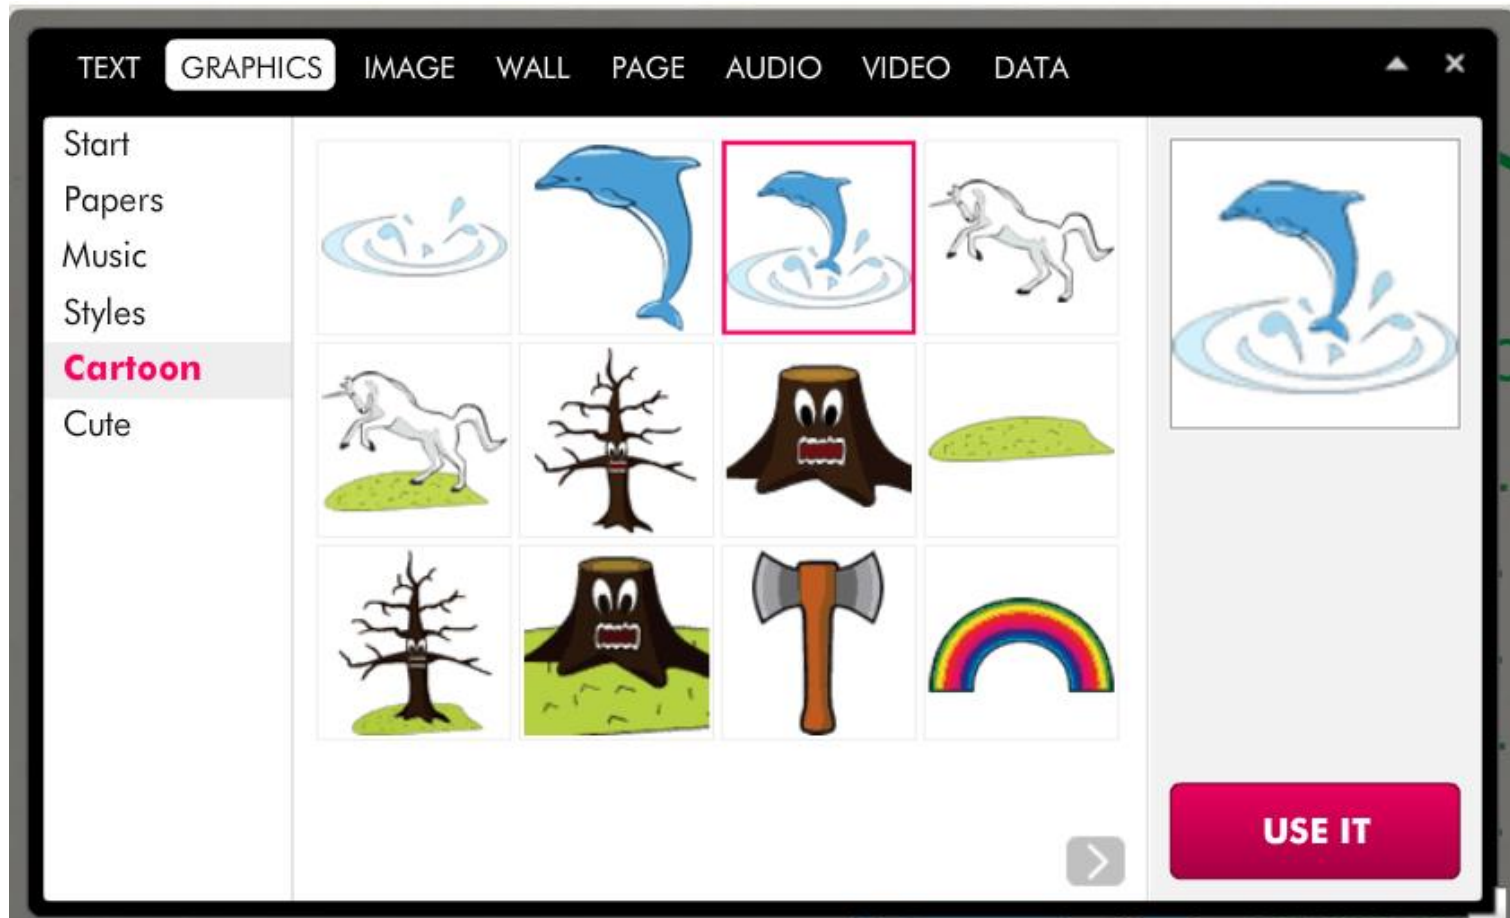 TEXT GRAPHICS IMAGE WALL PAGE AUDIO VIDEO DATA
Start
Papers
Music
Styles
Cartoon
Cute
USE IT